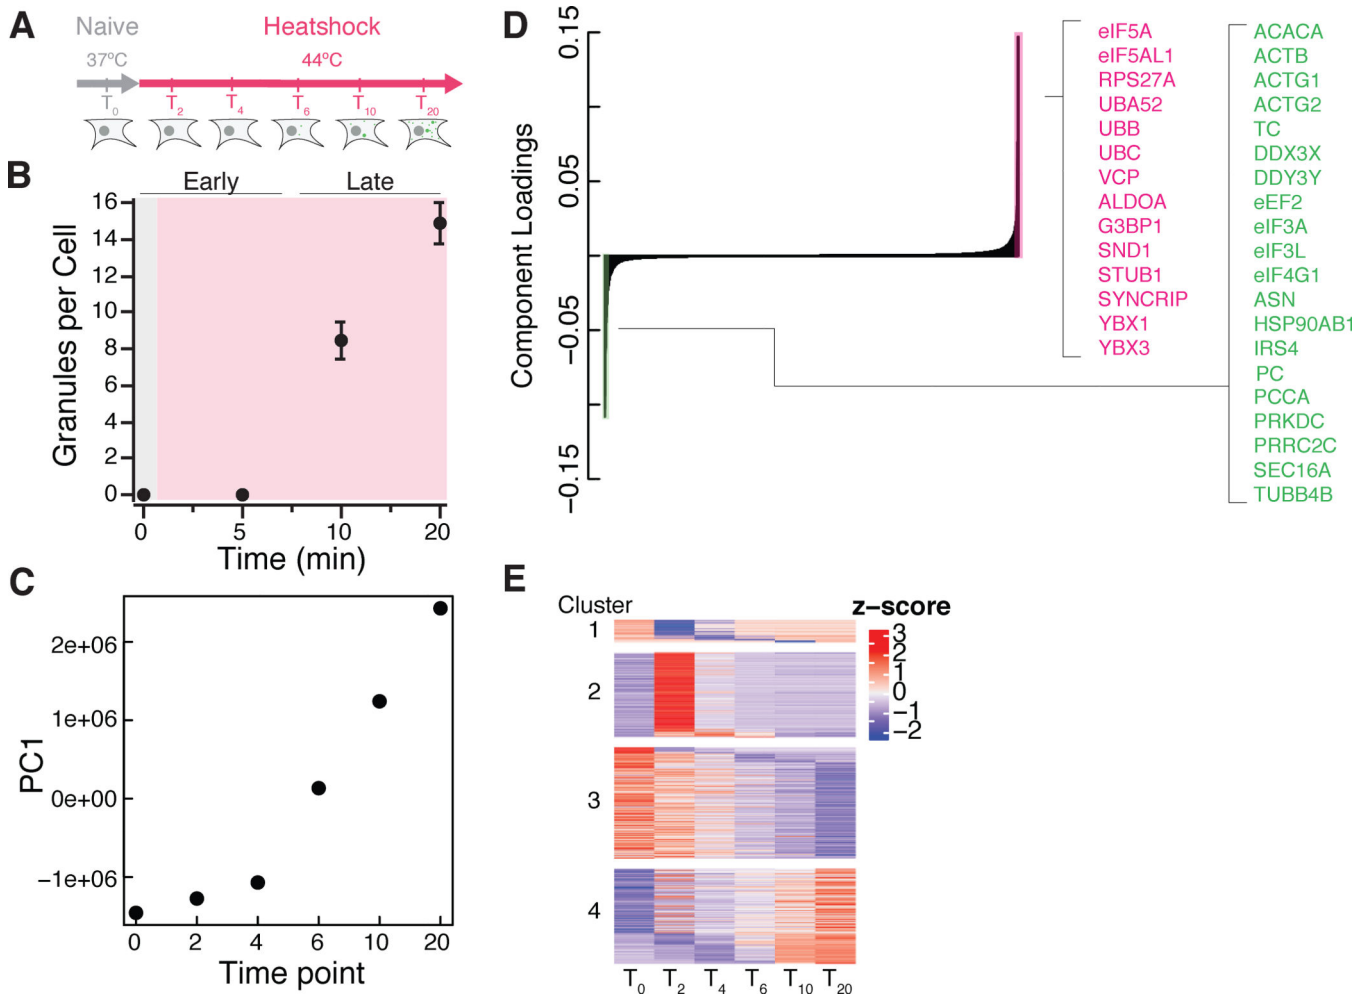 A
Naive
Heatshock
37ºC
44ºC
T0
T2
T4
T6
T10
T20
B
Early
Late
Granules per Cell
16
14
12
10
8
6
4
2
0
0
5
10
20
Time (min)
C
PC1
2e+06
1e+06
0e+00
−1e+06
0
2
4
6
10
20
Time point
D
Component Loadings
0.15
0.05
−0.05
−0.15
eIF5A
eIF5AL1
RPS27A
UBA52
UBB
UBC
VCP
ALDOA
G3BP1
SND1
STUB1
SYNCRIP
YBX1
YBX3
ACACA
ACTB
ACTG1
ACTG2
TC
DDX3X
DDY3Y
eEF2
eIF3A
eIF3L
eIF4G1
ASN
HSP90AB1
IRS4
PC
PCCA
PRKDC
PRRC2C
SEC16A
TUBB4B
E
Cluster
1
2
3
4
z−score
3
2
1
0
−1
−2
T0
T2
T4
T6
T10
T20